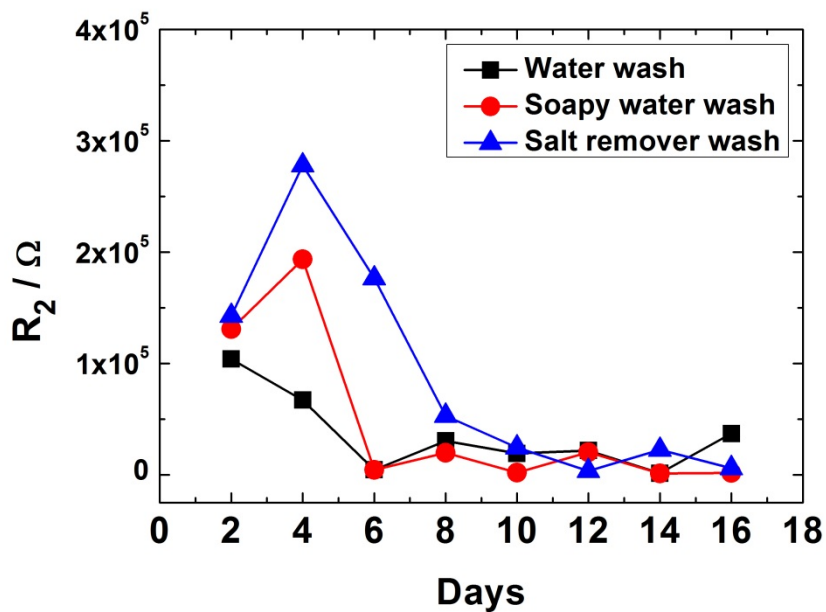 4x10⁵
3x10⁵
2x10⁵
1x10⁵
0
R₂ / Ω
Water wash
Soapy water wash
Salt remover wash
0 2 4 6 8 10 12 14 16 18
Days